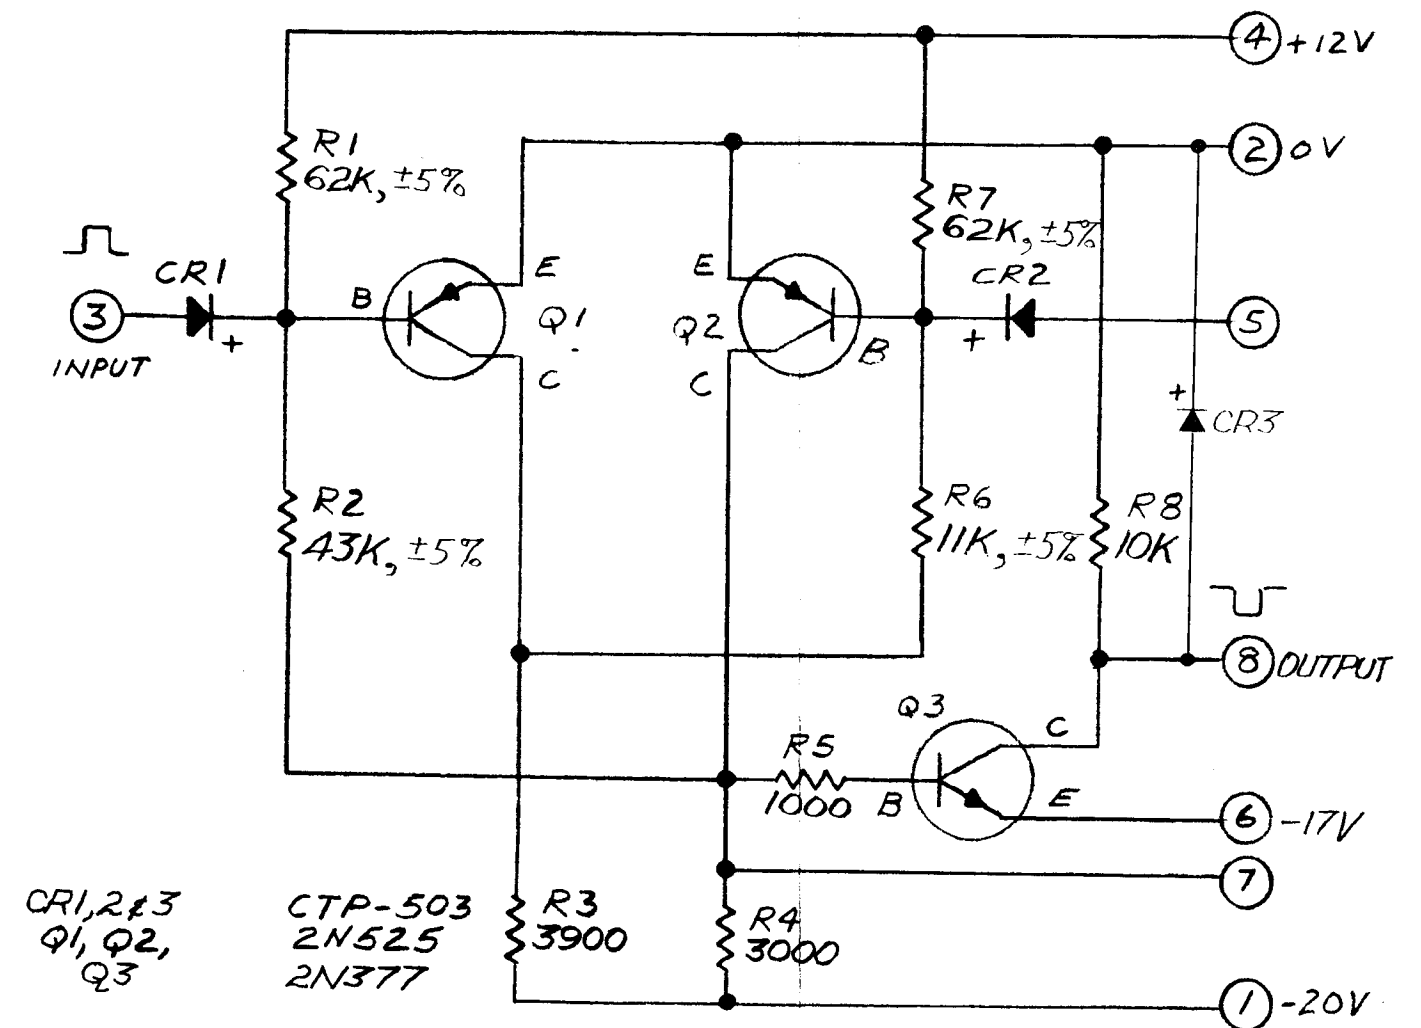 4 +12V
2 0V
R1
62K, ±5%
R7
62K, ±5%
CR1
3
INPUT
+
B
E
Q1
C
E
Q2
C
B
CR2
+
5
+
CR3
R2
43K, ±5%
R6
11K, ±5%
R8
10K
8 OUTPUT
Q3
C
R5
1000
B
E
6 -17V
7
CR1, 2 & 3 CTP-503
Q1, Q2, 2N525
Q3 2N377
R3
3900
R4
3000
1 -20V